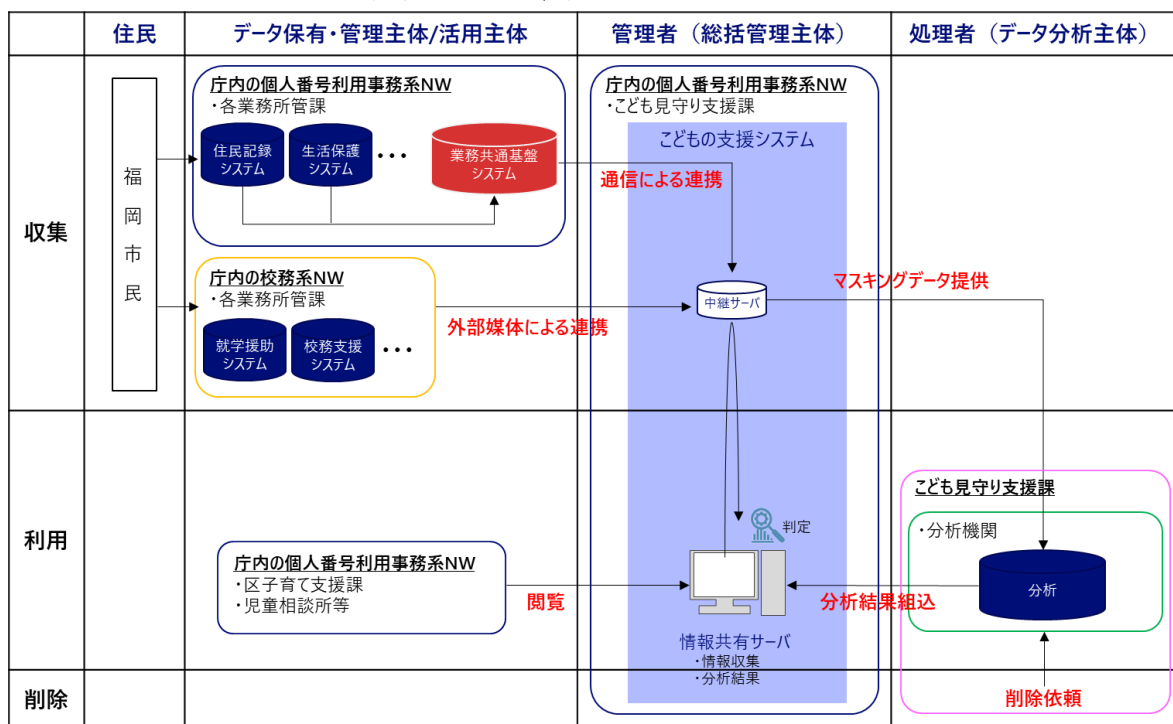 住民
データ保有・管理主体/活用主体
管理者（総括管理主体）
処理者（データ分析主体）
収集
福
岡
市
民
庁内の個人番号利用事務系NW
・各業務所管課
住民記録
システム
生活保護
システム
・・・
業務共通基盤
システム
庁内の校務系NW
・各業務所管課
就学援助
システム
校務支援
システム
・・・
通信による連携
外部媒体による連携
庁内の個人番号利用事務系NW
・こども見守り支援課
こどもの支援システム
中継サーバ
マスキングデータ提供
利用
庁内の個人番号利用事務系NW
・区子育て支援課
・児童相談所等
閲覧
判定
情報共有サーバ
・情報収集
・分析結果
分析結果組込
こども見守り支援課
・分析機関
分析
削除
削除依頼